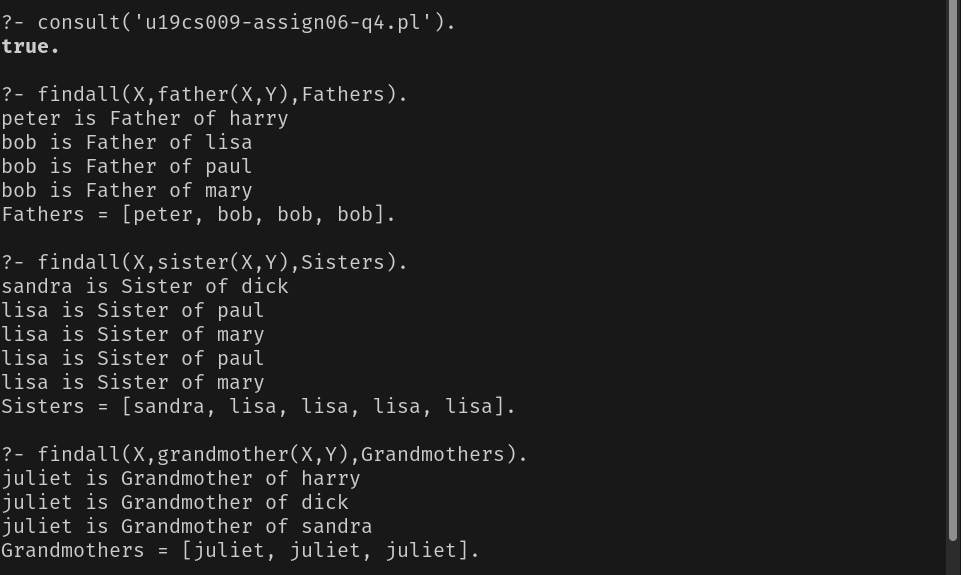 ?- consult('u19cs009-assign06-q4.pl').
true.
?- findall(X,father(X,Y),Fathers).
peter is Father of harry
bob is Father of lisa
bob is Father of paul
bob is Father of mary
Fathers = [peter, bob, bob, bob].
?- findall(X,sister(X,Y),Sisters).
sandra is Sister of dick
lisa is Sister of paul
lisa is Sister of mary
lisa is Sister of paul
lisa is Sister of mary
Sisters = [sandra, lisa, lisa, lisa, lisa].
?- findall(X,grandmother(X,Y),Grandmothers).
juliet is Grandmother of harry
juliet is Grandmother of dick
juliet is Grandmother of sandra
Grandmothers = [juliet, juliet, juliet].